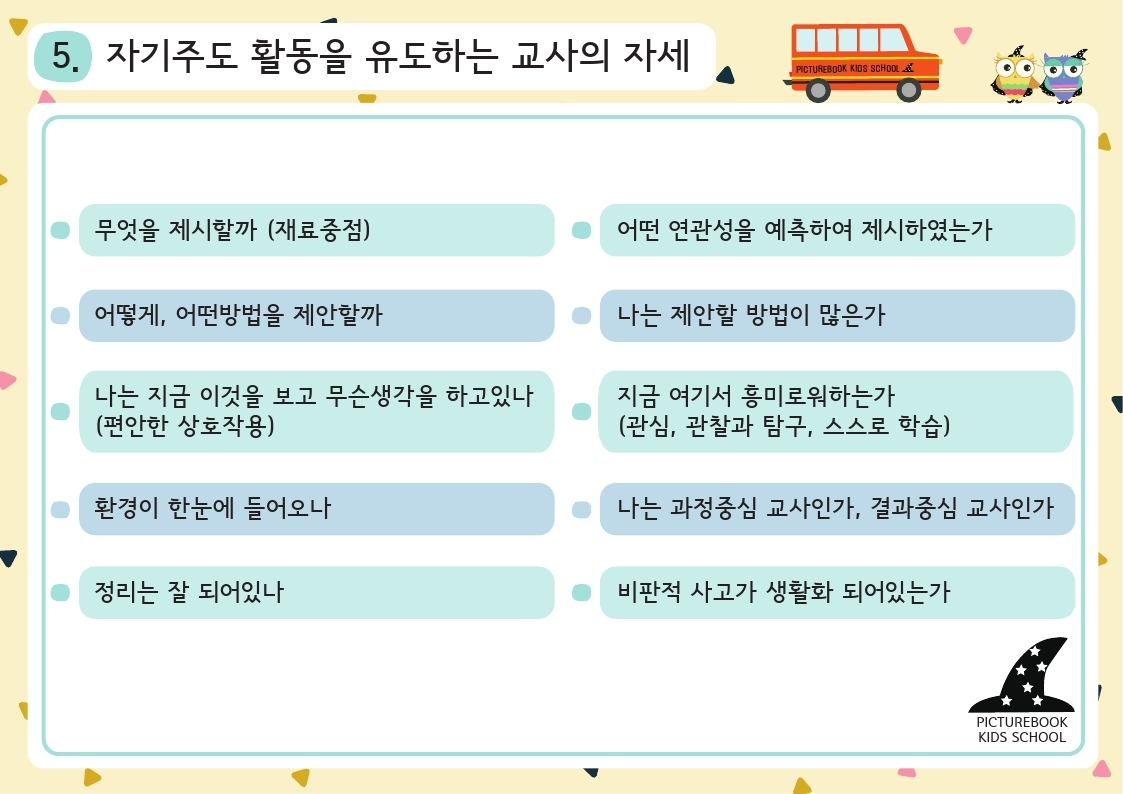 5. 자기주도 활동을 유도하는 교사의 자세
PICTUREBOOK KIDS SCHOOL
무엇을 제시할까 (재료중점)
어떻게, 어떤방법을 제안할까
나는 지금 이것을 보고 무슨생각을 하고있나
(편안한 상호작용)
환경이 한눈에 들어오나
정리는 잘 되어있나
어떤 연관성을 예측하여 제시하였는가
나는 제안할 방법이 많은가
지금 여기서 흥미로워하는가
(관심, 관찰과 탐구, 스스로 학습)
나는 과정중심 교사인가, 결과중심 교사인가
비판적 사고가 생활화 되어있는가
PICTUREBOOK
KIDS SCHOOL